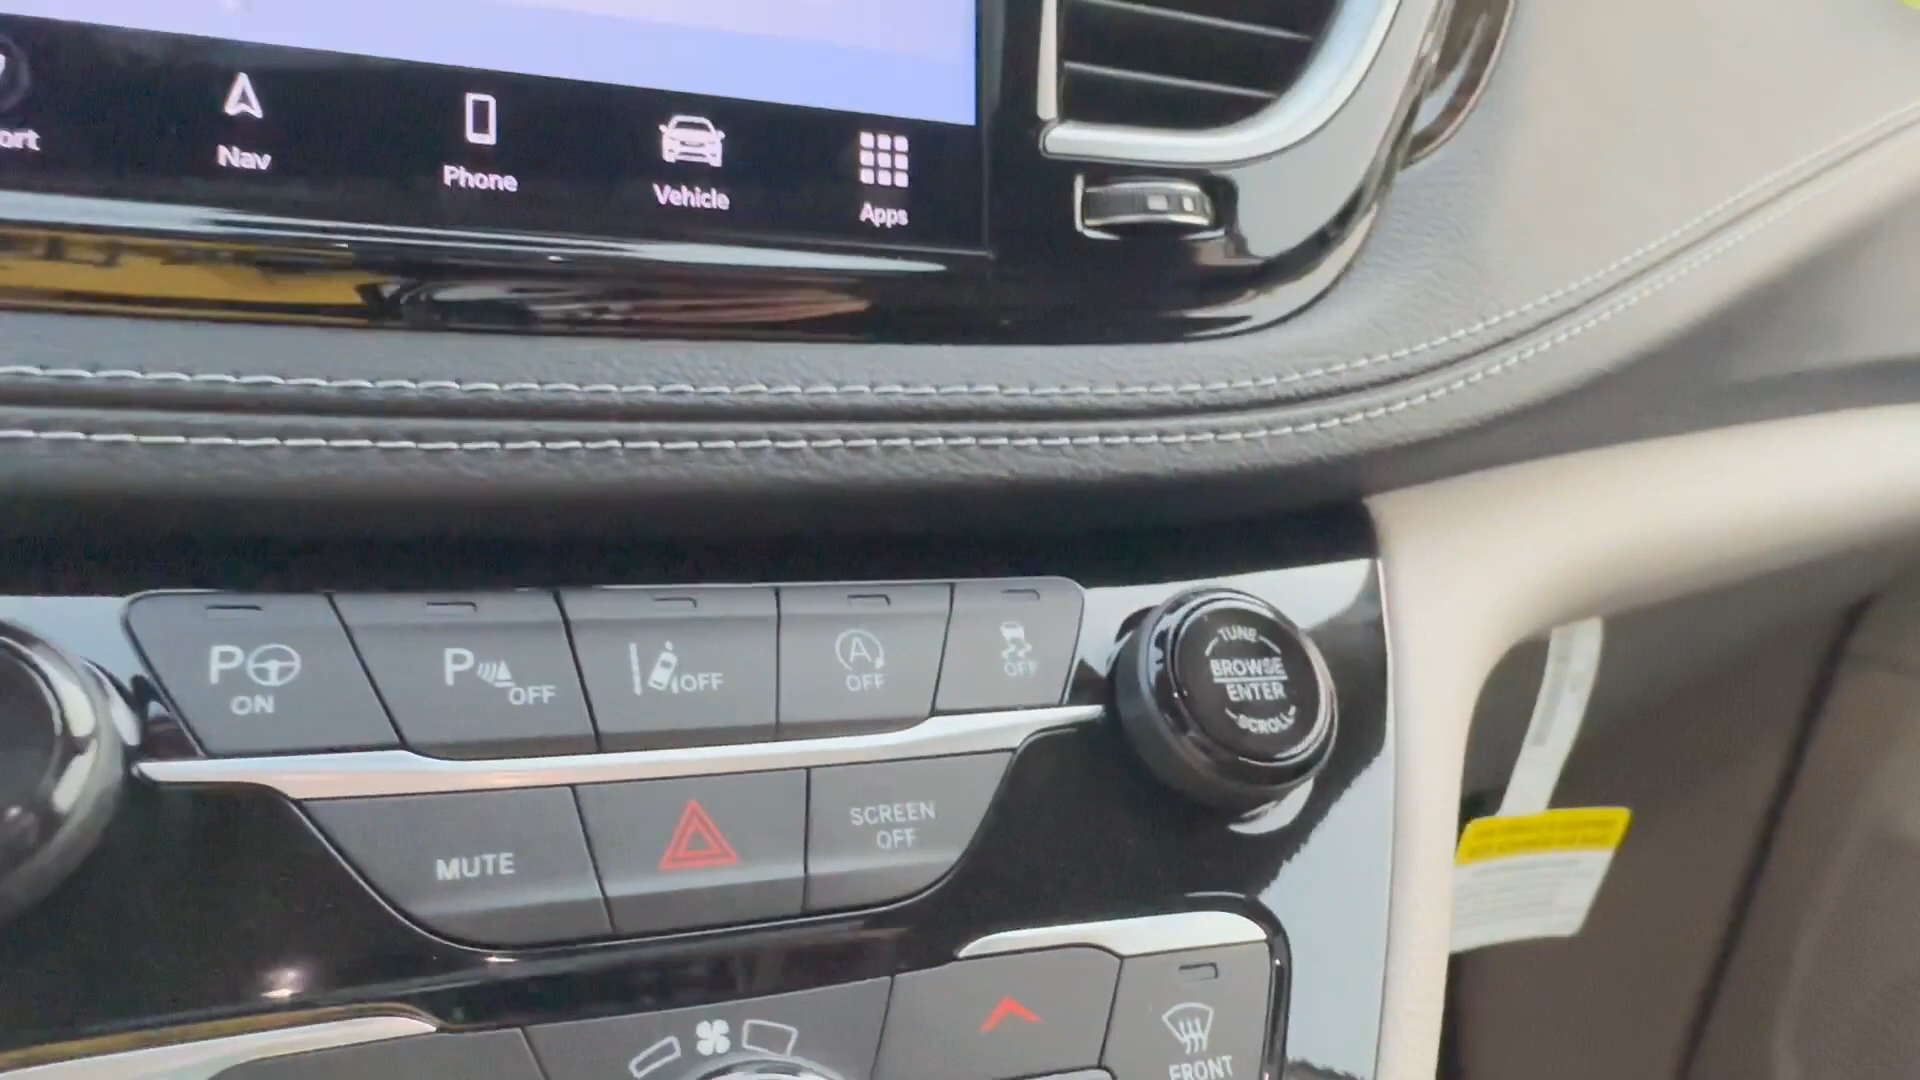 ort
Nav
Phone
Vehicle
Apps
P
ON
P
OFF
OFF
A
OFF
OFF
TUNE
BROWSE
ENTER
SCROLL
MUTE
SCREEN
OFF
FRONT